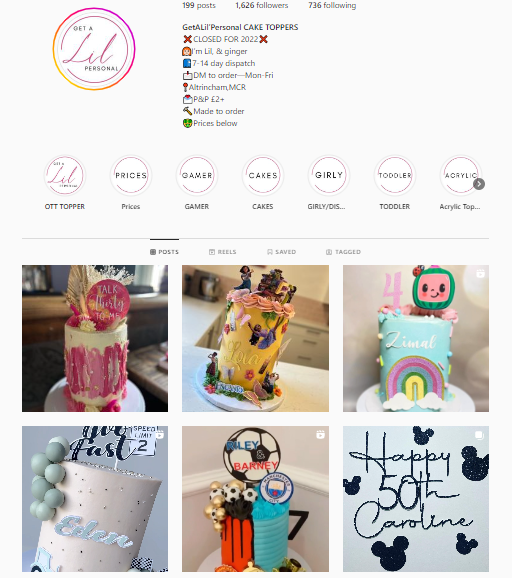 199 posts 1,626 followers 736 following
GET A
Lil
PERSONAL
GetALil'Personal CAKE TOPPERS
❌CLOSED FOR 2022❌
I'm Lil, & ginger
7-14 day dispatch
DM to order—Mon-Fri
Altrincham,MCR
P&P £2+
Made to order
Prices below
GET A
Lil
PERSONAL
PRICES
GAMER
CAKES
GIRLY
TODDLER
ACRYLIC
OTT TOPPER
Prices
GAMER
CAKES
GIRLY/DIS...
TODDLER
Acrylic Top...
POSTS
REELS
SAVED
TAGGED
TALK
thirty
TO ME
4
Zimal
Fast
SPEED
LIMIT
2
Eden
RILEY
&
BARNEY
7
Happy
50th
Caroline